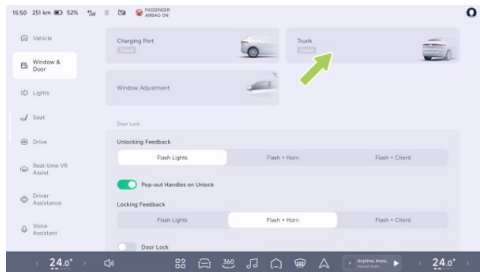 15:50 251 km 52% PASSENGER
AIRBAG ON
Vehicle
Charging Port
Closed
Trunk
Closed
Window &
Door
Window Adjustment
Lights
Seat
Door Lock
Drive
Unlocking Feedback
Flash Lights Flash + Horn Flash + Chord
Real-time VR
Assist
Pop-out Handles on Unlock
Driver
Assistance
Locking Feedback
Flash Lights Flash + Horn Flash + Chord
Voice
Assistant
Door Lock
24.0° 360 24.0°